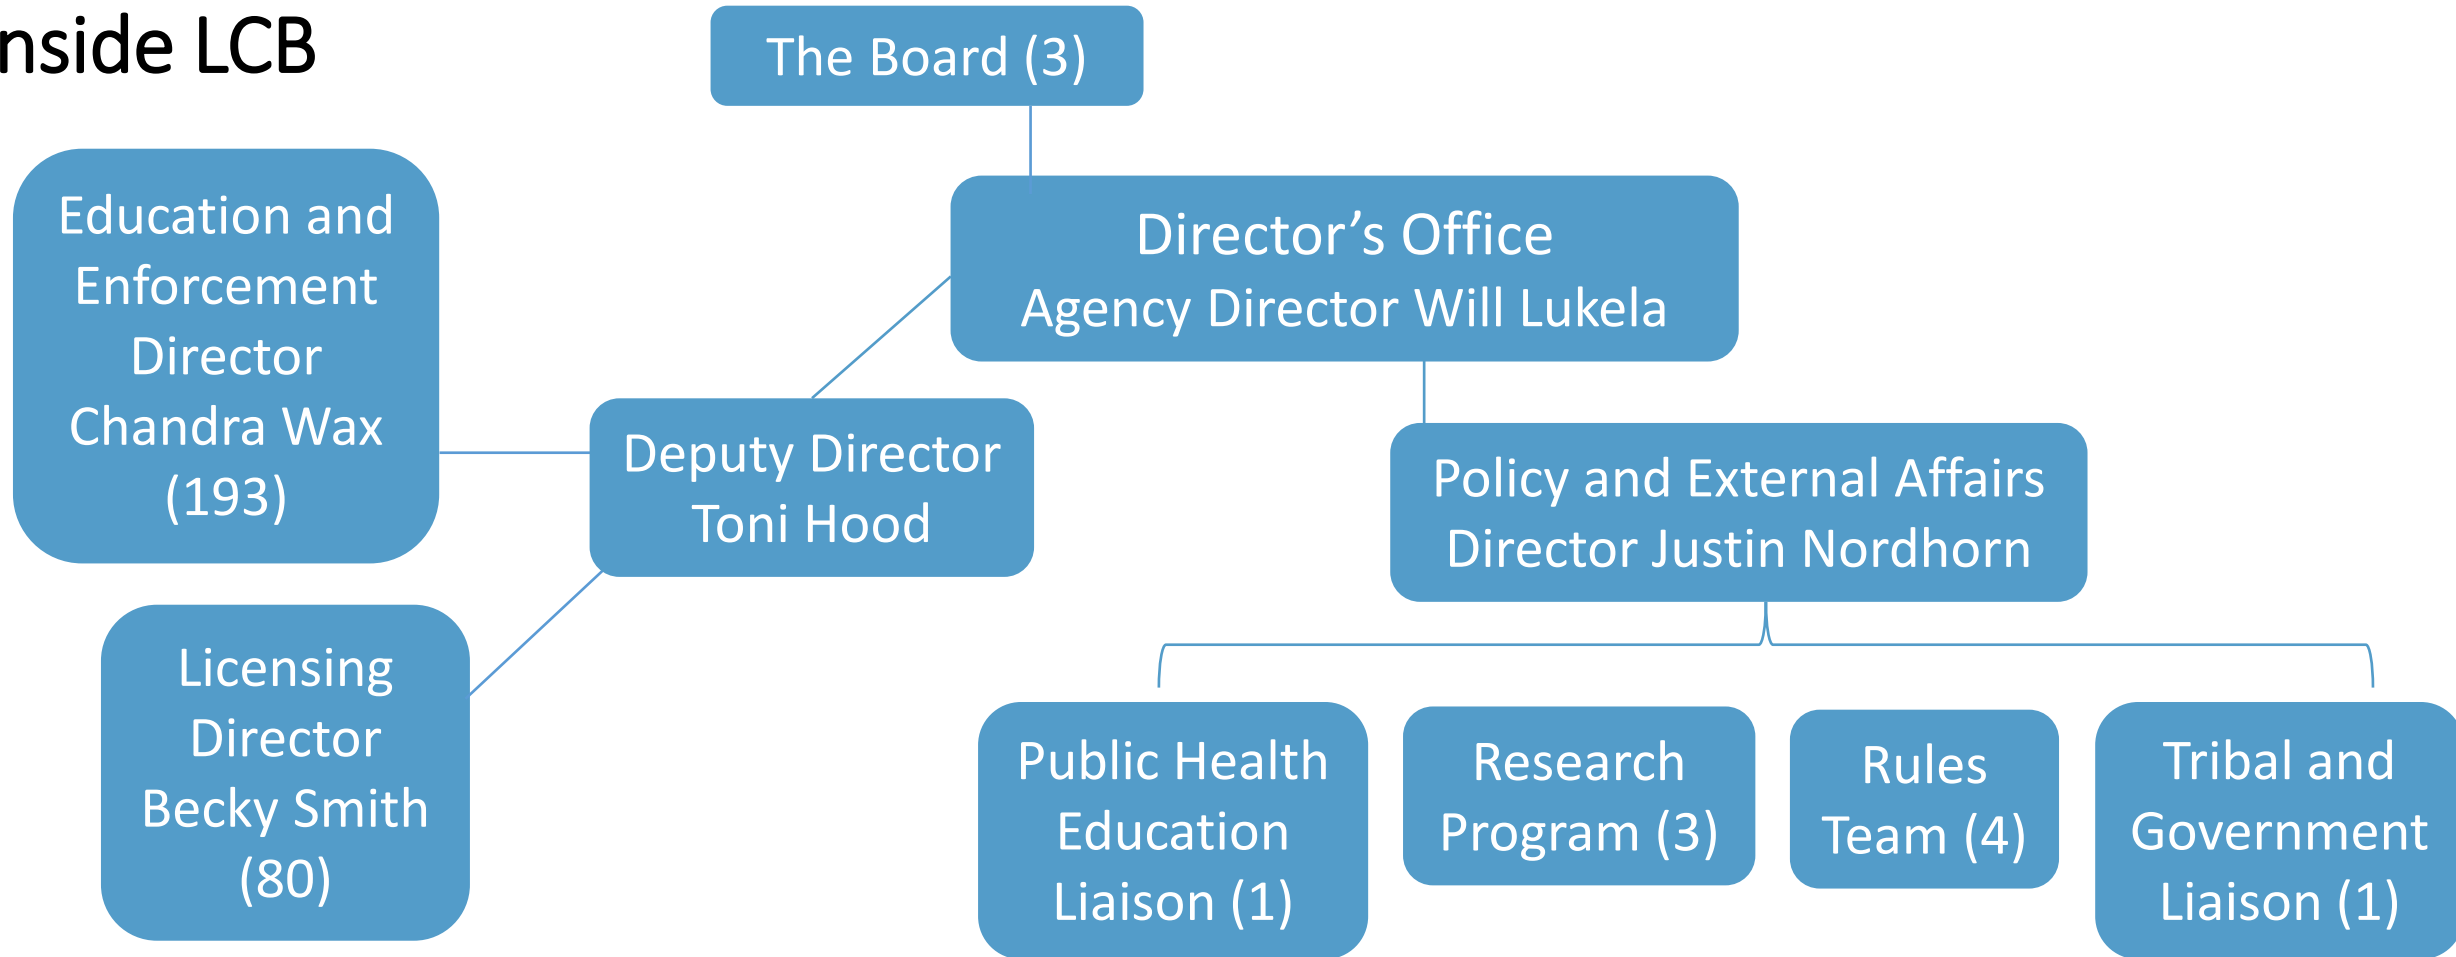 nside LCB
The Board (3)
Education and
Enforcement
Director
Chandra Wax
(193)
Director’s Office
Agency Director Will Lukela
Deputy Director
Toni Hood
Policy and External Affairs
Director Justin Nordhorn
Licensing
Director
Becky Smith
(80)
Public Health
Education
Liaison (1)
Research
Program (3)
Rules
Team (4)
Tribal and
Government
Liaison (1)